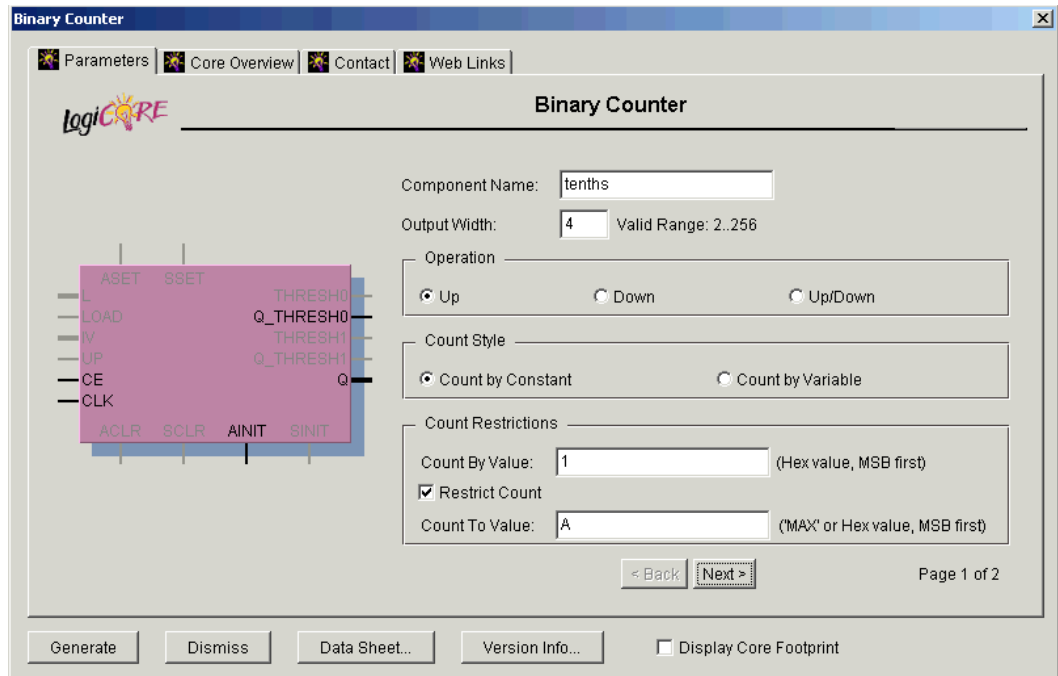 Binary Counter
Parameters Core Overview Contact Web Links
LogiCORE
Binary Counter
Component Name: tenths
Output Width: 4 Valid Range: 2..256
Operation
Up Down Up/Down
Count Style
Count by Constant Count by Variable
Count Restrictions
Count By Value: 1 (Hex value, MSB first)
Restrict Count
Count To Value: A ('MAX' or Hex value, MSB first)
ASET SSET
L THRESH0
LOAD Q_THRESH0
IV THRESH1
UP Q_THRESH1
CE Q
CLK
ACLR SCLR AINIT SINIT
< Back Next > Page 1 of 2
Generate Dismiss Data Sheet... Version Info... Display Core Footprint